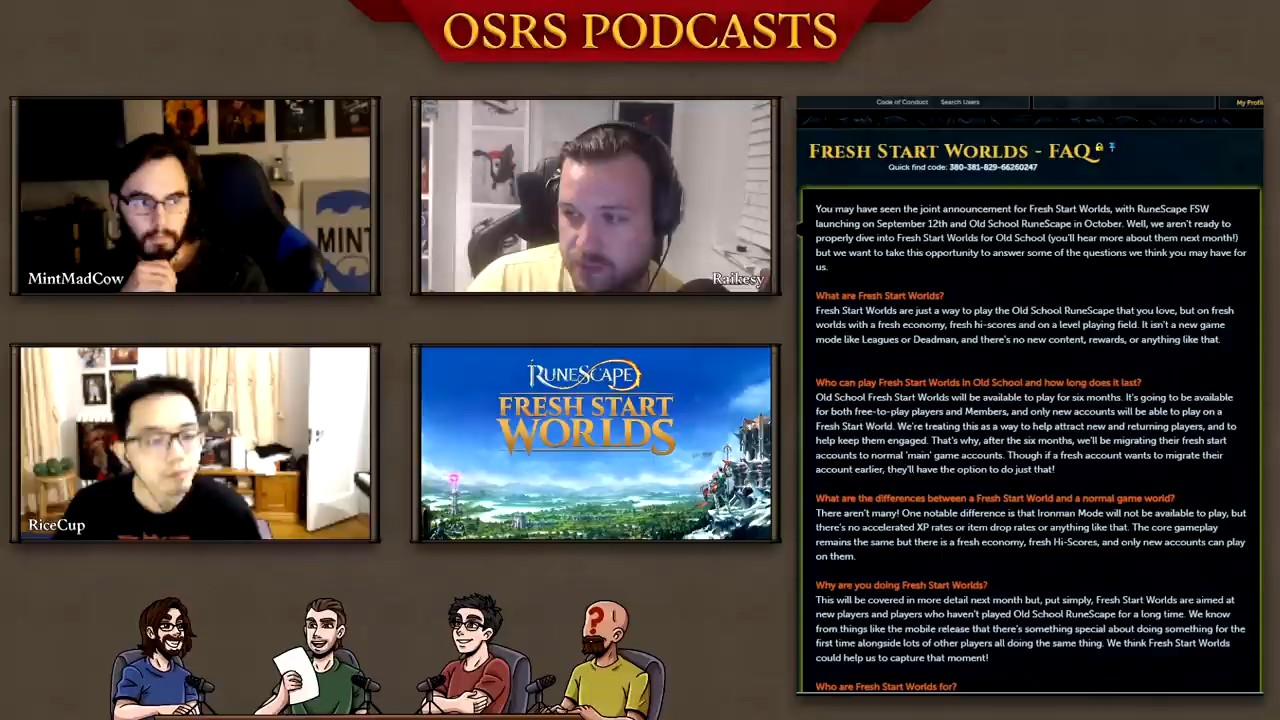 OSRS PODCASTS
MINT
MintMadCow
Raikesy
RiceCup
RUNESCAPE
FRESH START
WORLDS
?
Code of Conduct Search Users My Profi
FRESH START WORLDS - FAQ
Quick find code: 380-381-829-66260247
You may have seen the joint announcement for Fresh Start Worlds, with RuneScape FSW
launching on September 12th and Old School RuneScape in October. Well, we aren't ready to
properly dive into Fresh Start Worlds for Old School (you'll hear more about them next month!)
but we want to take this opportunity to answer some of the questions we think you may have for
us.
What are Fresh Start Worlds?
Fresh Start Worlds are just a way to play the Old School RuneScape that you love, but on fresh
worlds with a fresh economy, fresh hi-scores and on a level playing field. It isn't a new game
mode like Leagues or Deadman, and there's no new content, rewards, or anything like that.
Who can play Fresh Start Worlds in Old School and how long does it last?
Old School Fresh Start Worlds will be available to play for six months. It's going to be available
for both free-to-play players and Members, and only new accounts will be able to play on a
Fresh Start World. We're treating this as a way to help attract new and returning players, and to
help keep them engaged. That's why, after the six months, we'll be migrating their fresh start
accounts to normal 'main' game accounts. Though if a fresh account wants to migrate their
account earlier, they'll have the option to do just that!
What are the differences between a Fresh Start World and a normal game world?
There aren't many! One notable difference is that Ironman Mode will not be available to play, but
there's no accelerated XP rates or item drop rates or anything like that. The core gameplay
remains the same but there is a fresh economy, fresh Hi-Scores, and only new accounts can play
on them.
Why are you doing Fresh Start Worlds?
This will be covered in more detail next month but, put simply, Fresh Start Worlds are aimed at
new players and players who haven't played Old School RuneScape for a long time. We know
from things like the mobile release that there's something special about doing something for the
first time alongside lots of other players all doing the same thing. We think Fresh Start Worlds
could help us to capture that moment!
Who are Fresh Start Worlds for?